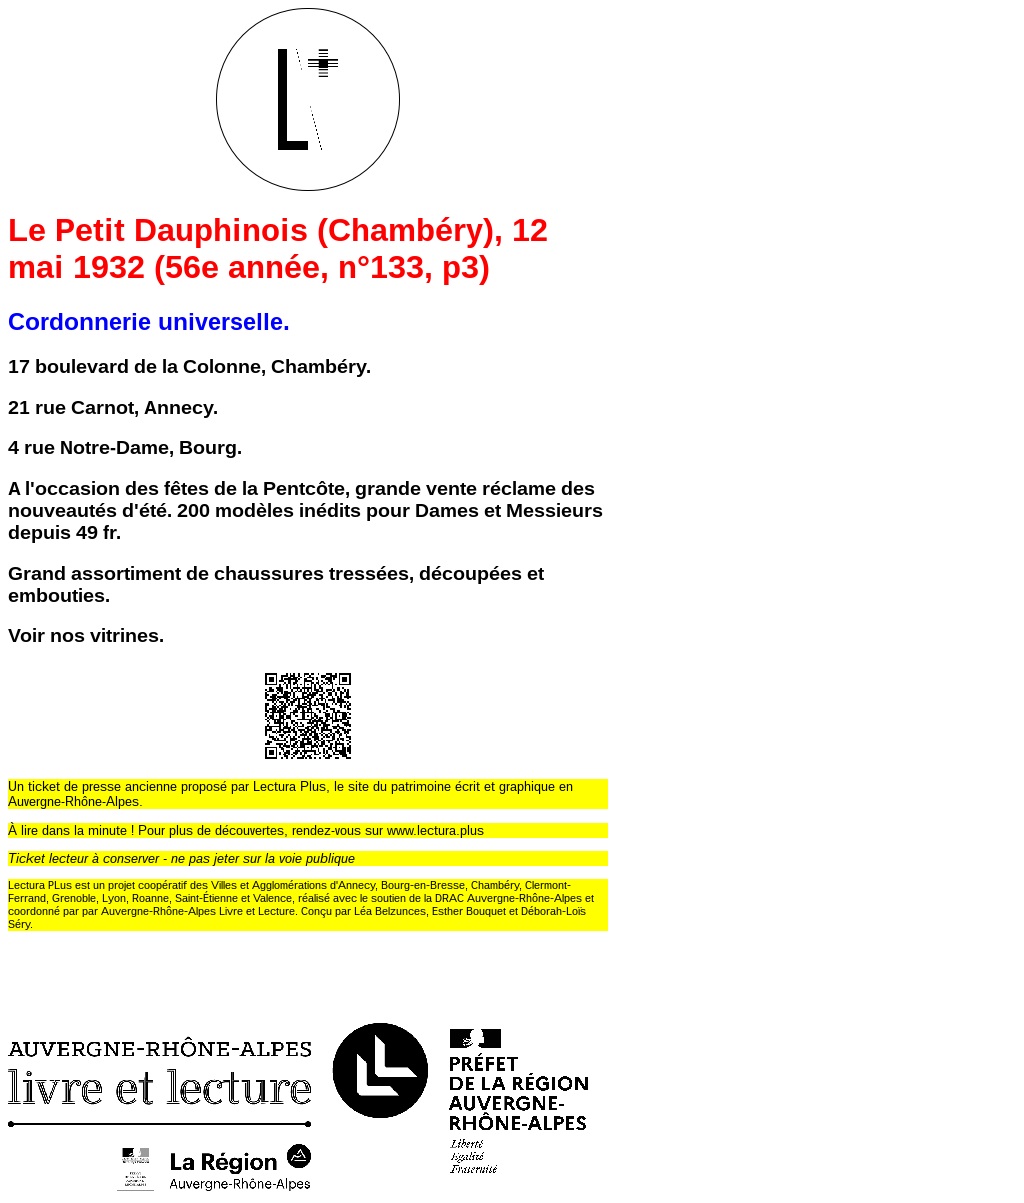 L+
Le Petit Dauphinois (Chambéry), 12
mai 1932 (56e année, n°133, p3)
Cordonnerie universelle.
17 boulevard de la Colonne, Chambéry.
21 rue Carnot, Annecy.
4 rue Notre-Dame, Bourg.
A l'occasion des fêtes de la Pentcôte, grande vente réclame des
nouveautés d'été. 200 modèles inédits pour Dames et Messieurs
depuis 49 fr.
Grand assortiment de chaussures tressées, découpées et
embouties.
Voir nos vitrines.
Un ticket de presse ancienne proposé par Lectura Plus, le site du patrimoine écrit et graphique en
Auvergne-Rhône-Alpes.
À lire dans la minute ! Pour plus de découvertes, rendez-vous sur www.lectura.plus
Ticket lecteur à conserver - ne pas jeter sur la voie publique
Lectura PLus est un projet coopératif des Villes et Agglomérations d'Annecy, Bourg-en-Bresse, Chambéry, Clermont-
Ferrand, Grenoble, Lyon, Roanne, Saint-Étienne et Valence, réalisé avec le soutien de la DRAC Auvergne-Rhône-Alpes et
coordonné par par Auvergne-Rhône-Alpes Livre et Lecture. Conçu par Léa Belzunces, Esther Bouquet et Déborah-Loïs
Séry.
AUVERGNE-RHÔNE-ALPES
livre et lecture
La Région
Auvergne-Rhône-Alpes
PRÉFET
DE LA RÉGION
AUVERGNE-
RHÔNE-ALPES
Liberté
Égalité
Fraternité